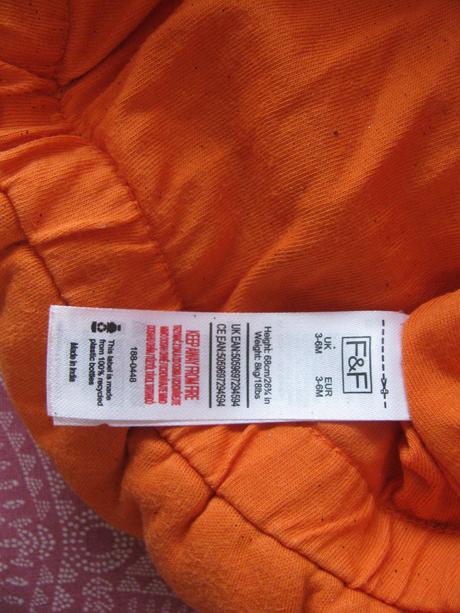 F&F
UK EUR
3-6M 3-6M
Height: 68cm/26¾ in
Weight: 8kg/18lbs
UK EAN:5059697294594
CE EAN:5059697294594
KEEP AWAY FROM FIRE
188-0448
This label is made
from 100% recycled
plastic bottles
Made in India